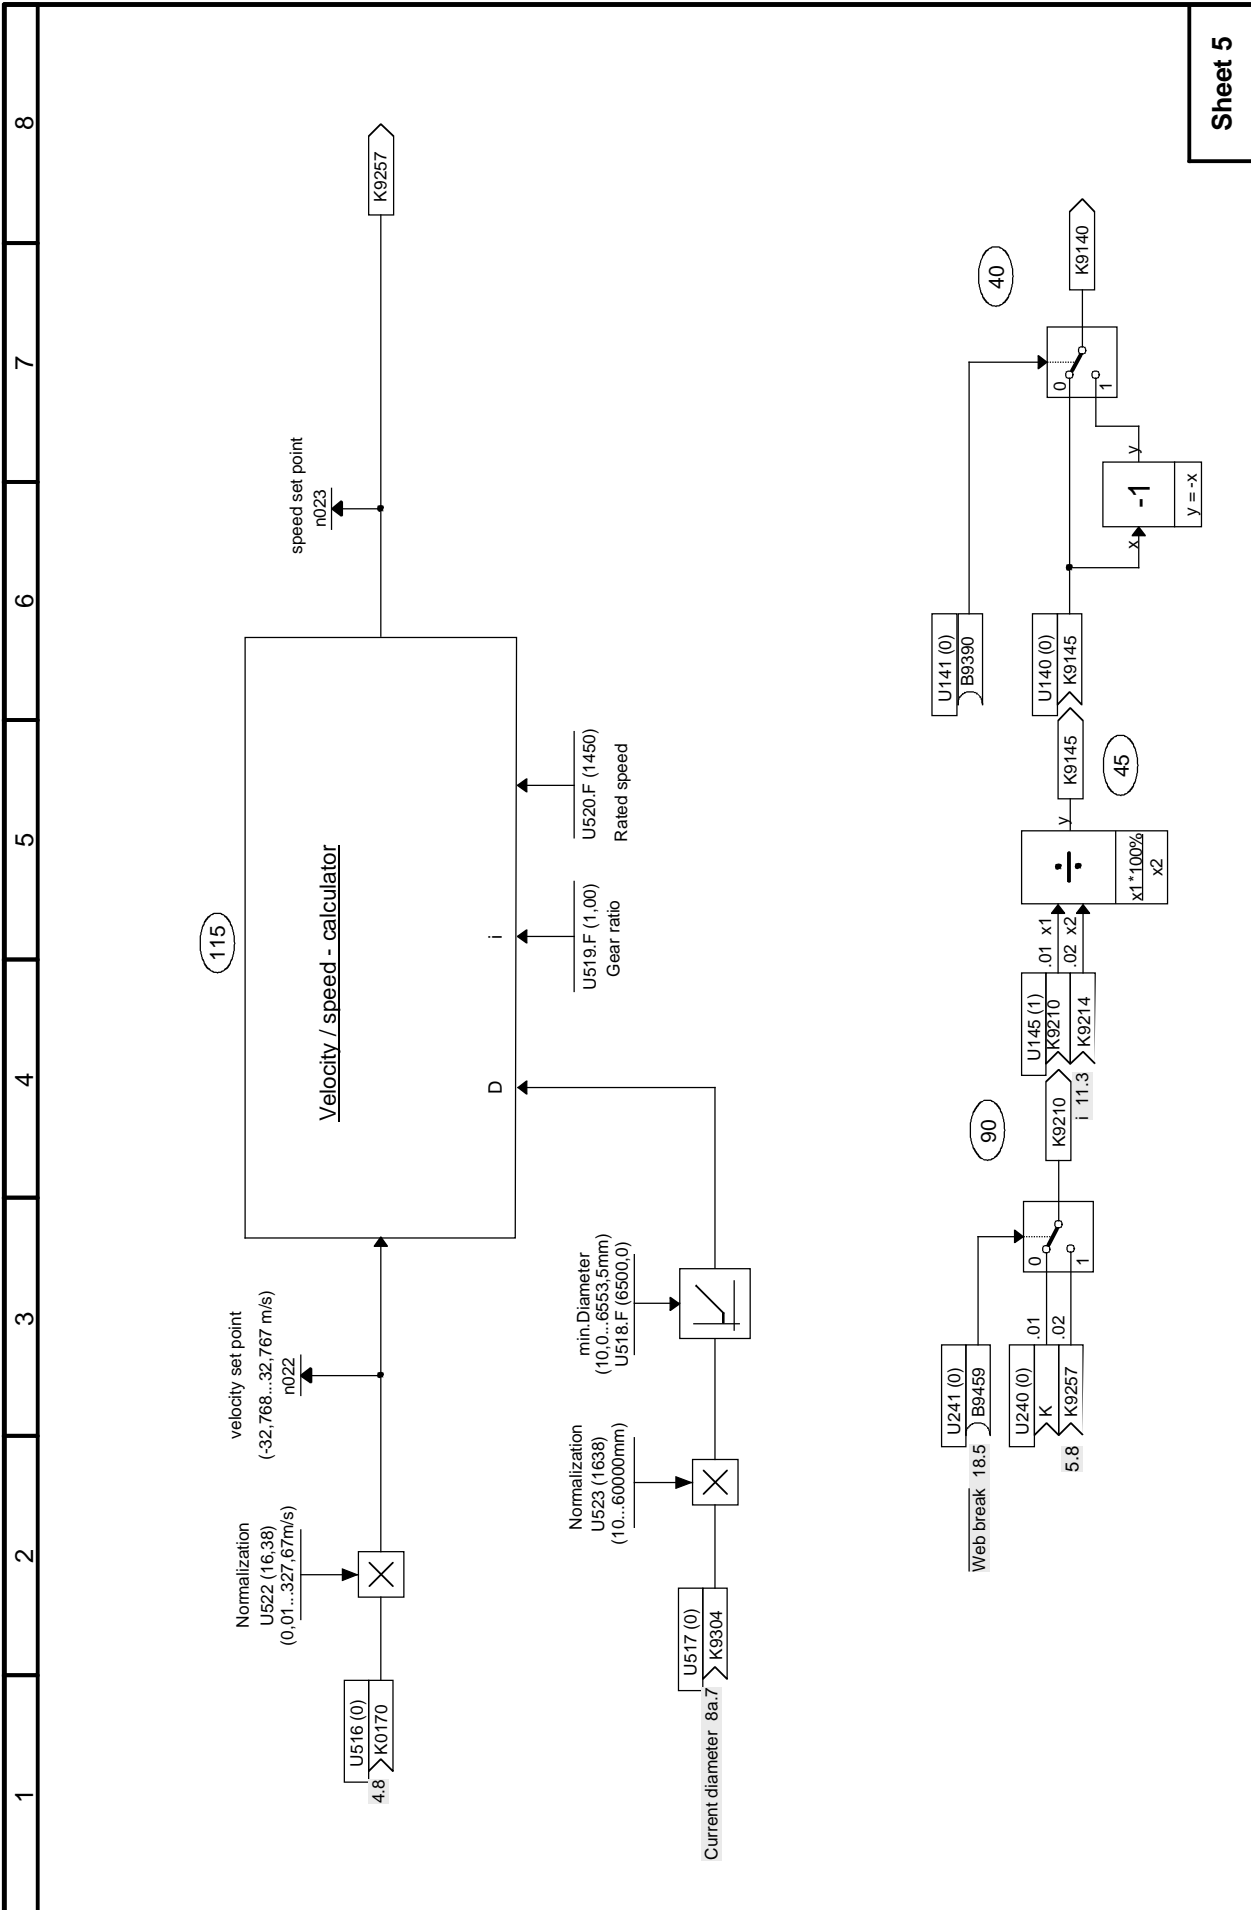 1
2
3
4
5
6
7
8
115
Velocity / speed - calculator
Normalization
U522 (16,38)
(0,01...327,67m/s)
velocity set point
(-32,768...32,767 m/s)
n022
speed set point
n023
U516 (0)
K0170
4.8
K9257
D
i
U519.F (1,00)
Gear ratio
U520.F (1450)
Rated speed
Normalization
U523 (1638)
(10...60000mm)
min.Diameter
(10,0...6553,5mm)
U518.F (6500,0)
U517 (0)
K9304
Current diameter 8a.7
U241 (0)
B9459
Web break 18.5
U240 (0)
K
K9257
5.8
.01
.02
0
1
90
K9210
U145 (1)
K9210
K9214
i 11.3
.01 x1
.02 x2
x1*100%
x2
y
K9145
45
U141 (0)
B9390
U140 (0)
K9145
x
-1
y = -x
y
0
1
40
K9140
Sheet 5